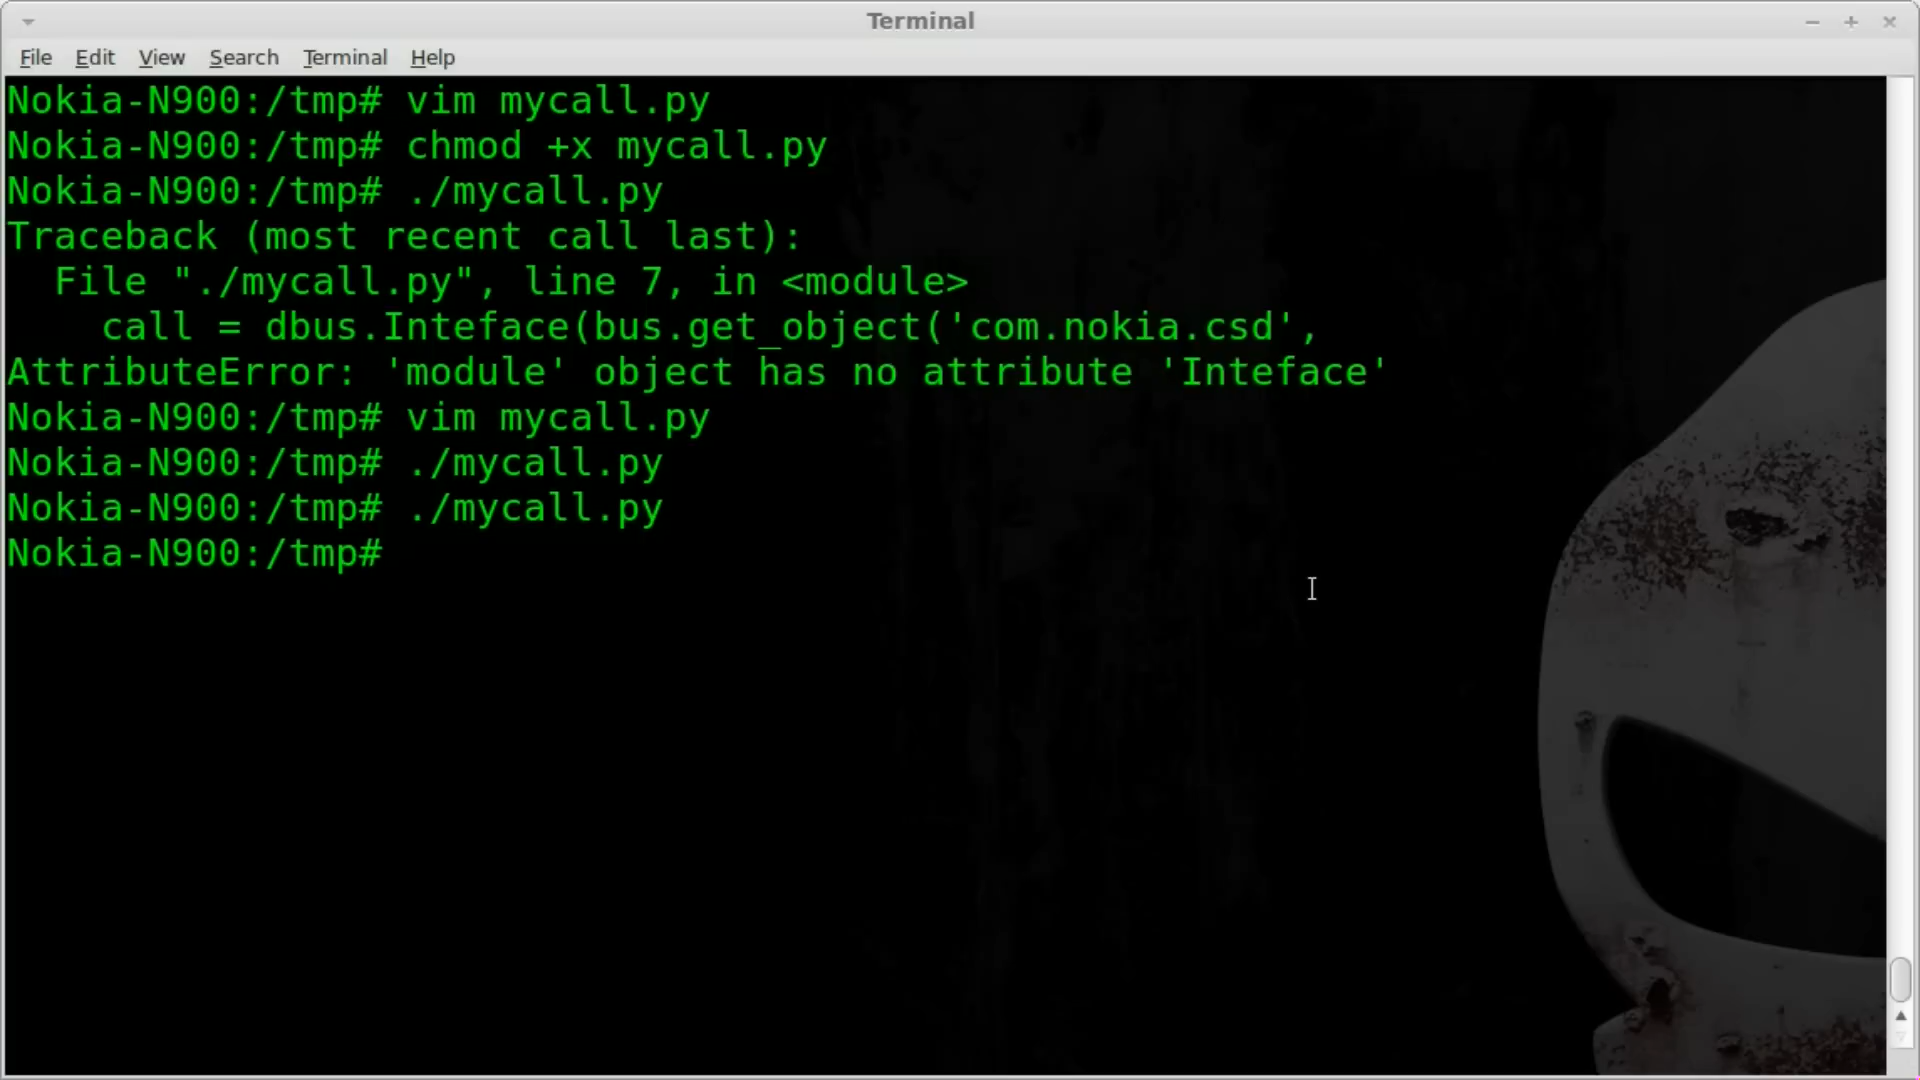 Terminal
File Edit View Search Terminal Help
Nokia-N900:/tmp# vim mycall.py
Nokia-N900:/tmp# chmod +x mycall.py
Nokia-N900:/tmp# ./mycall.py
Traceback (most recent call last):
  File "./mycall.py", line 7, in <module>
    call = dbus.Inteface(bus.get_object('com.nokia.csd',
AttributeError: 'module' object has no attribute 'Inteface'
Nokia-N900:/tmp# vim mycall.py
Nokia-N900:/tmp# ./mycall.py
Nokia-N900:/tmp# ./mycall.py
Nokia-N900:/tmp#